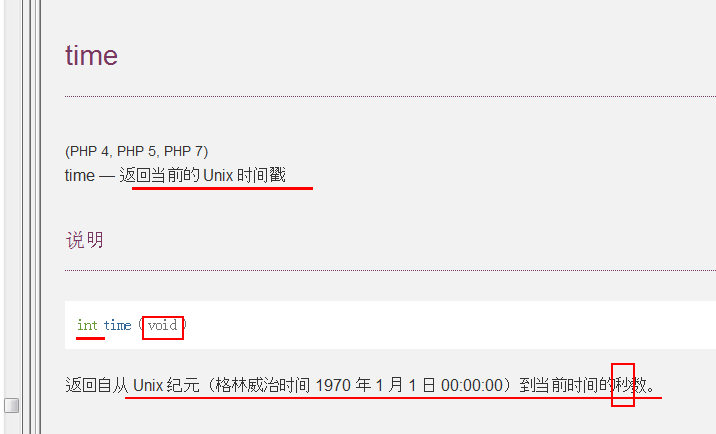 time
(PHP 4, PHP 5, PHP 7)
time — 返回当前的 Unix 时间戳
说明
int time ( void )
返回自从 Unix 纪元（格林威治时间 1970 年 1 月 1 日 00:00:00）到当前时间的秒数。